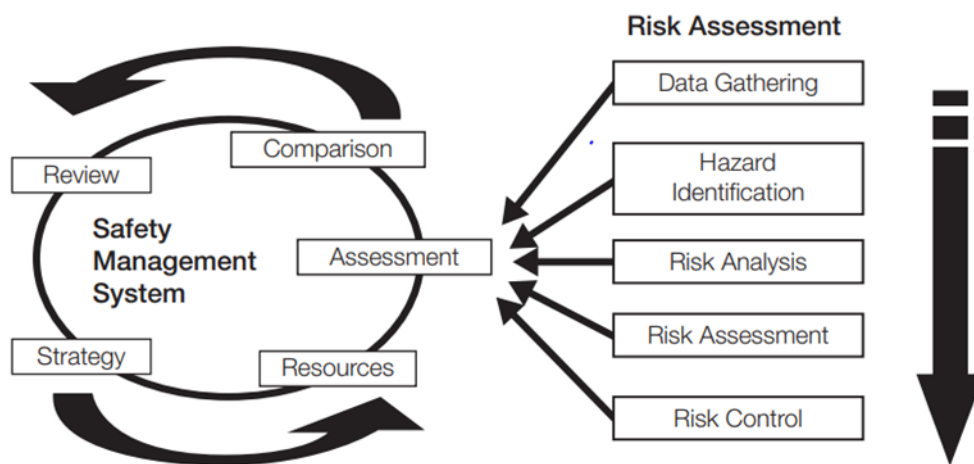 Risk Assessment
Data Gathering
Comparison
Review
Hazard
Identification
Safety
Management
System
Assessment
Risk Analysis
Risk Assessment
Strategy
Resources
Risk Control